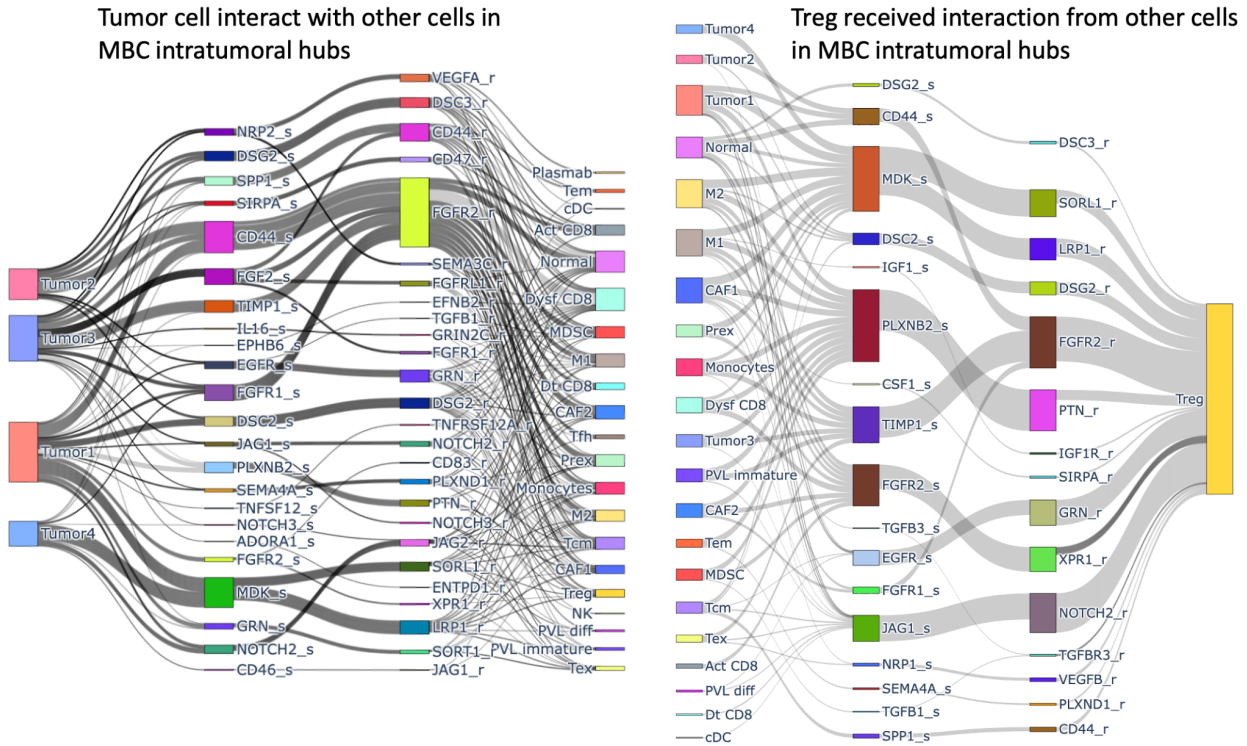 Tumor cell interact with other cells in
MBC intratumoral hubs
Tumor2
Tumor3
Tumor1
Tumor4
NRP2_s
DSG2_s
SPP1_s
SIRPA_s
CD44_s
FGF2_s
TIMP1_s
IL16_s
EPHB6_s
EGFR_s
FGFR1_s
DSC2_s
JAG1_s
PLXNB2_s
SEMA4A_s
TNFSF12_s
NOTCH3_s
ADORA1_s
FGFR2_s
MDK_s
GRN_s
NOTCH2_s
CD46_s
VEGFA_r
DSC3_r
CD44_r
CD47_r
FGFR2_r
SEMA3C_r
FGFRL1_r
EFNB2_r
TGFB1_r
GRIN2C_r
FGFR1_r
GRN_r
DSG2_r
TNFRSF12A_r
NOTCH2_r
CD83_r
PLXND1_r
PTN_r
NOTCH3_r
JAG2_r
SORL1_r
ENTPD1_r
XPR1_r
LRP1_r
SORT1_r
JAG1_r
Plasmab
Tem
cDC
Act CD8
Normal
Dysf CD8
MDSC
M1
Dt CD8
CAF2
Tfh
Prex
Monocytes
M2
Tcm
CAF1
Treg
NK
PVL diff
PVL immature
Tex
Treg received interaction from other cells
in MBC intratumoral hubs
Tumor4
Tumor2
Tumor1
Normal
M2
M1
CAF1
Prex
Monocytes
Dysf CD8
Tumor3
PVL immature
CAF2
Tem
MDSC
Tcm
Tex
Act CD8
PVL diff
Dt CD8
cDC
DSG2_s
CD44_s
MDK_s
DSC2_s
IGF1_s
PLXNB2_s
CSF1_s
TIMP1_s
FGFR2_s
TGFB3_s
EGFR_s
FGFR1_s
JAG1_s
NRP1_s
SEMA4A_s
TGFB1_s
SPP1_s
DSC3_r
SORL1_r
LRP1_r
DSG2_r
FGFR2_r
PTN_r
IGF1R_r
SIRPA_r
GRN_r
XPR1_r
NOTCH2_r
TGFBR3_r
VEGFB_r
PLXND1_r
CD44_r
Treg